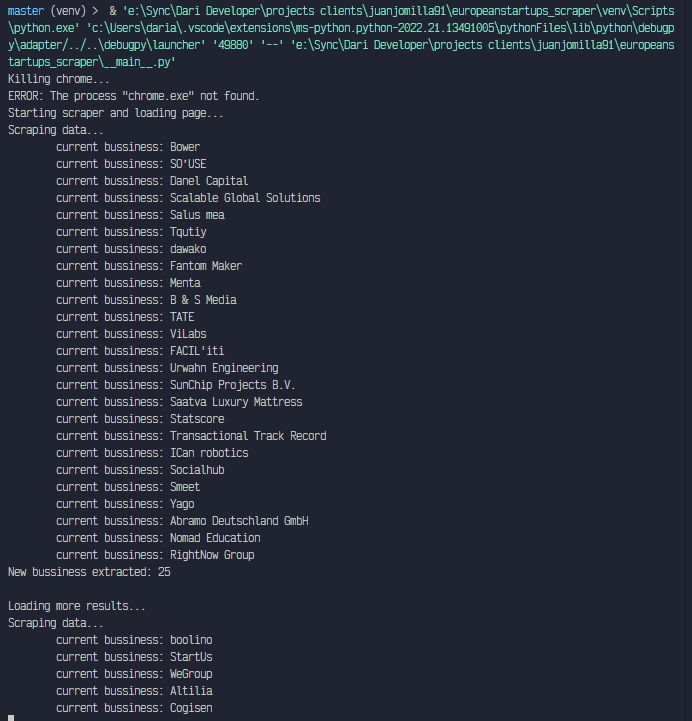 master (venv) >  & 'e:\Sync\Dari Developer\projects clients\juanjomilla91\europeanstartups_scraper\venv\Scripts
\python.exe' 'c:\Users\daria\.vscode\extensions\ms-python.python-2022.21.13491005\pythonFiles\lib\python\debugp
y\adapter/../..\debugpy\launcher' '49880' '--' 'e:\Sync\Dari Developer\projects clients\juanjomilla91\europeans
startups_scraper\__main__.py'
Killing chrome...
ERROR: The process "chrome.exe" not found.
Starting scraper and loading page...
Scraping data...
current bussiness: Bower
current bussiness: SO'USE
current bussiness: Danel Capital
current bussiness: Scalable Global Solutions
current bussiness: Salus mea
current bussiness: Tqutiy
current bussiness: dawako
current bussiness: Fantom Maker
current bussiness: Menta
current bussiness: B & S Media
current bussiness: TATE
current bussiness: ViLabs
current bussiness: FACIL'iti
current bussiness: Urwahn Engineering
current bussiness: SunChip Projects B.V.
current bussiness: Saatva Luxury Mattress
current bussiness: Statscore
current bussiness: Transactional Track Record
current bussiness: ICan robotics
current bussiness: Socialhub
current bussiness: Smeet
current bussiness: Yago
current bussiness: Abramo Deutschland GmbH
current bussiness: Nomad Education
current bussiness: RightNow Group
New bussiness extracted: 25
Loading more results...
Scraping data...
current bussiness: boolino
current bussiness: StartUs
current bussiness: WeGroup
current bussiness: Altilia
current bussiness: Cogisen